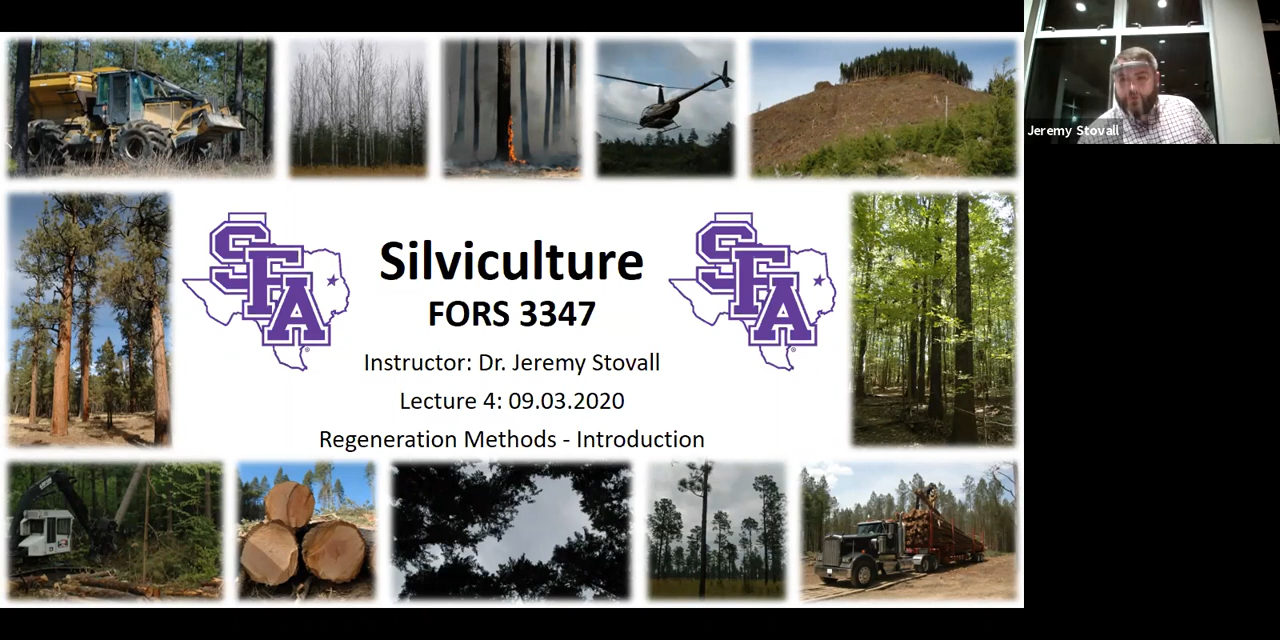 SFA
SFA
Silviculture
FORS 3347
Instructor: Dr. Jeremy Stovall
Lecture 4: 09.03.2020
Regeneration Methods - Introduction
Jeremy Stovall